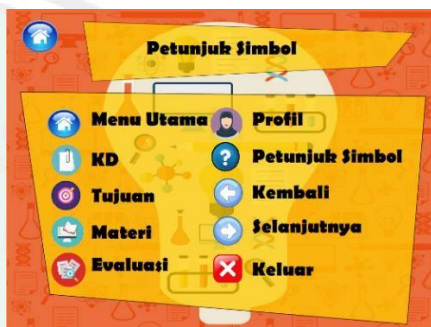 Petunjuk Simbol
Menu Utama
KD
Tujuan
Materi
Evaluasi
Profil
Petunjuk Simbol
Kembali
Selanjutnya
Keluar